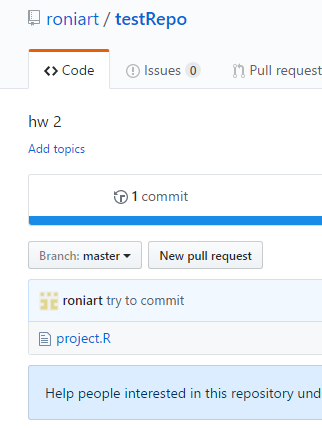 roniart / testRepo
Code Issues 0 Pull request
hw 2
Add topics
1 commit
Branch: master New pull request
roniart try to commit
project.R
Help people interested in this repository und